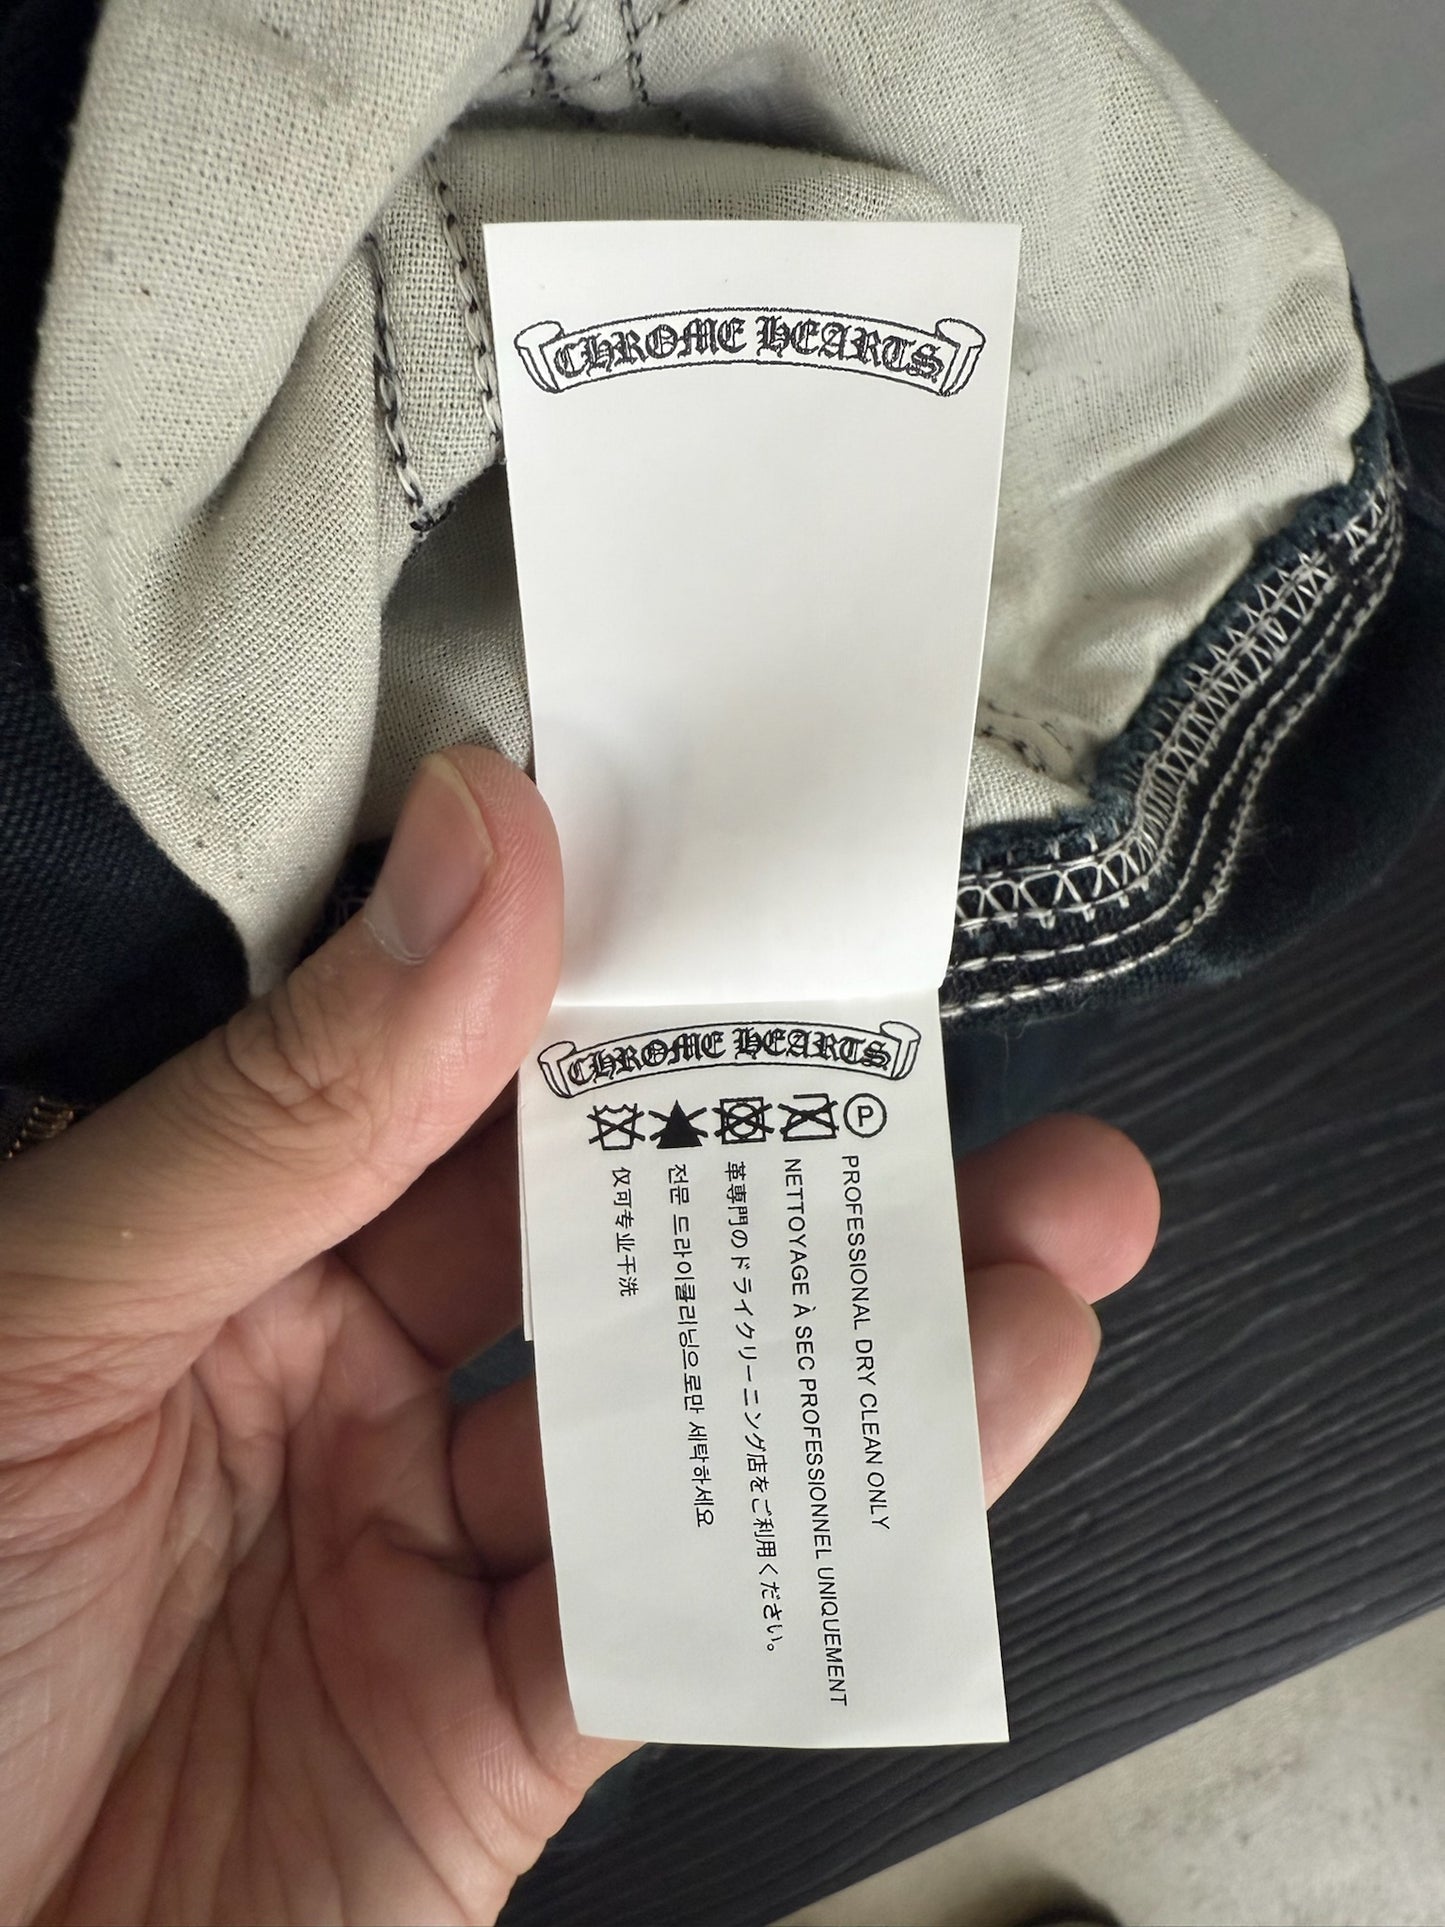 CHROME HEARTS
CHROME HEARTS
P
PROFESSIONAL DRY CLEAN ONLY
NETTOYAGE À SEC PROFESSIONNEL UNIQUEMENT
革専門のドライクリーニング店をご利用ください。
전문 드라이클리닝으로만 세탁하세요
仅可专业干洗